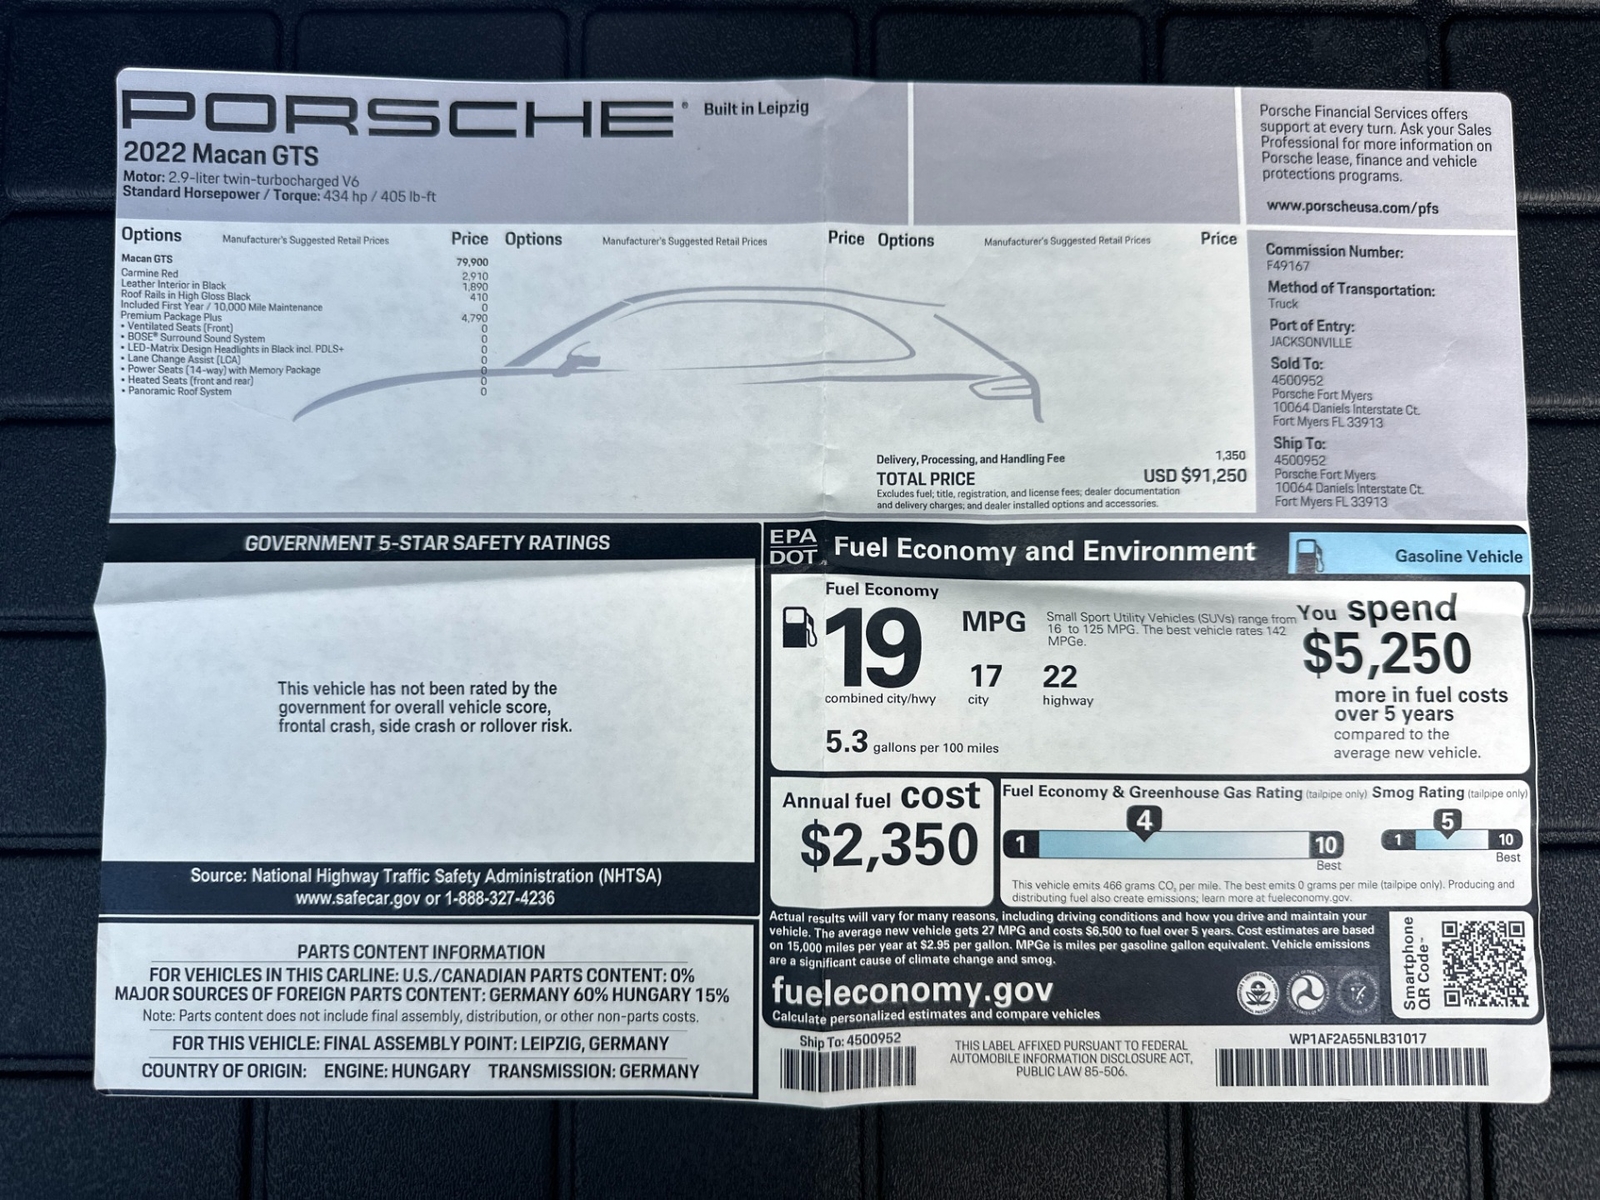 PORSCHE® Built in Leipzig
2022 Macan GTS
Motor: 2.9-liter twin-turbocharged V6
Standard Horsepower / Torque: 434 hp / 405 lb-ft
Porsche Financial Services offers
support at every turn. Ask your Sales
Professional for more information on
Porsche lease, finance and vehicle
protections programs.
www.porscheusa.com/pfs
Options Manufacturer's Suggested Retail Prices Price Options Manufacturer's Suggested Retail Prices Price Options Manufacturer's Suggested Retail Prices Price
Macan GTS 79,900
Carmine Red 2,910
Leather Interior in Black 1,890
Roof Rails in High Gloss Black 410
Included First Year / 10,000 Mile Maintenance 0
Premium Package Plus 4,790
• Ventilated Seats (Front) 0
• BOSE® Surround Sound System 0
• LED-Matrix Design Headlights in Black incl. PDLS+ 0
• Lane Change Assist (LCA) 0
• Power Seats (14-way) with Memory Package 0
• Heated Seats (front and rear) 0
• Panoramic Roof System 0
Delivery, Processing, and Handling Fee 1,350
TOTAL PRICE USD $91,250
Excludes fuel; title, registration, and license fees; dealer documentation
and delivery charges; and dealer installed options and accessories.
Commission Number:
F49167
Method of Transportation:
Truck
Port of Entry:
JACKSONVILLE
Sold To:
4500952
Porsche Fort Myers
10064 Daniels Interstate Ct.
Fort Myers FL 33913
Ship To:
4500952
Porsche Fort Myers
10064 Daniels Interstate Ct.
Fort Myers FL 33913
GOVERNMENT 5-STAR SAFETY RATINGS
This vehicle has not been rated by the
government for overall vehicle score,
frontal crash, side crash or rollover risk.
Source: National Highway Traffic Safety Administration (NHTSA)
www.safecar.gov or 1-888-327-4236
PARTS CONTENT INFORMATION
FOR VEHICLES IN THIS CARLINE: U.S./CANADIAN PARTS CONTENT: 0%
MAJOR SOURCES OF FOREIGN PARTS CONTENT: GERMANY 60% HUNGARY 15%
Note: Parts content does not include final assembly, distribution, or other non-parts costs.
FOR THIS VEHICLE: FINAL ASSEMBLY POINT: LEIPZIG, GERMANY
COUNTRY OF ORIGIN: ENGINE: HUNGARY TRANSMISSION: GERMANY
EPA
DOT
Fuel Economy and Environment
Gasoline Vehicle
Fuel Economy
19 MPG
combined city/hwy
17
city
22
highway
5.3 gallons per 100 miles
Small Sport Utility Vehicles (SUVs) range from
16 to 125 MPG. The best vehicle rates 142
MPGe.
You spend
$5,250
more in fuel costs
over 5 years
compared to the
average new vehicle.
Annual fuel cost
$2,350
Fuel Economy & Greenhouse Gas Rating (tailpipe only) Smog Rating (tailpipe only)
4
1 10
Best
5
1 10
Best
This vehicle emits 466 grams CO2 per mile. The best emits 0 grams per mile (tailpipe only). Producing and
distributing fuel also create emissions; learn more at fueleconomy.gov.
Actual results will vary for many reasons, including driving conditions and how you drive and maintain your
vehicle. The average new vehicle gets 27 MPG and costs $6,500 to fuel over 5 years. Cost estimates are based
on 15,000 miles per year at $2.95 per gallon. MPGe is miles per gasoline gallon equivalent. Vehicle emissions
are a significant cause of climate change and smog.
fueleconomy.gov
Calculate personalized estimates and compare vehicles
Smartphone
QR Code™
Ship To: 4500952
THIS LABEL AFFIXED PURSUANT TO FEDERAL
AUTOMOBILE INFORMATION DISCLOSURE ACT,
PUBLIC LAW 85-506.
WP1AF2A55NLB31017